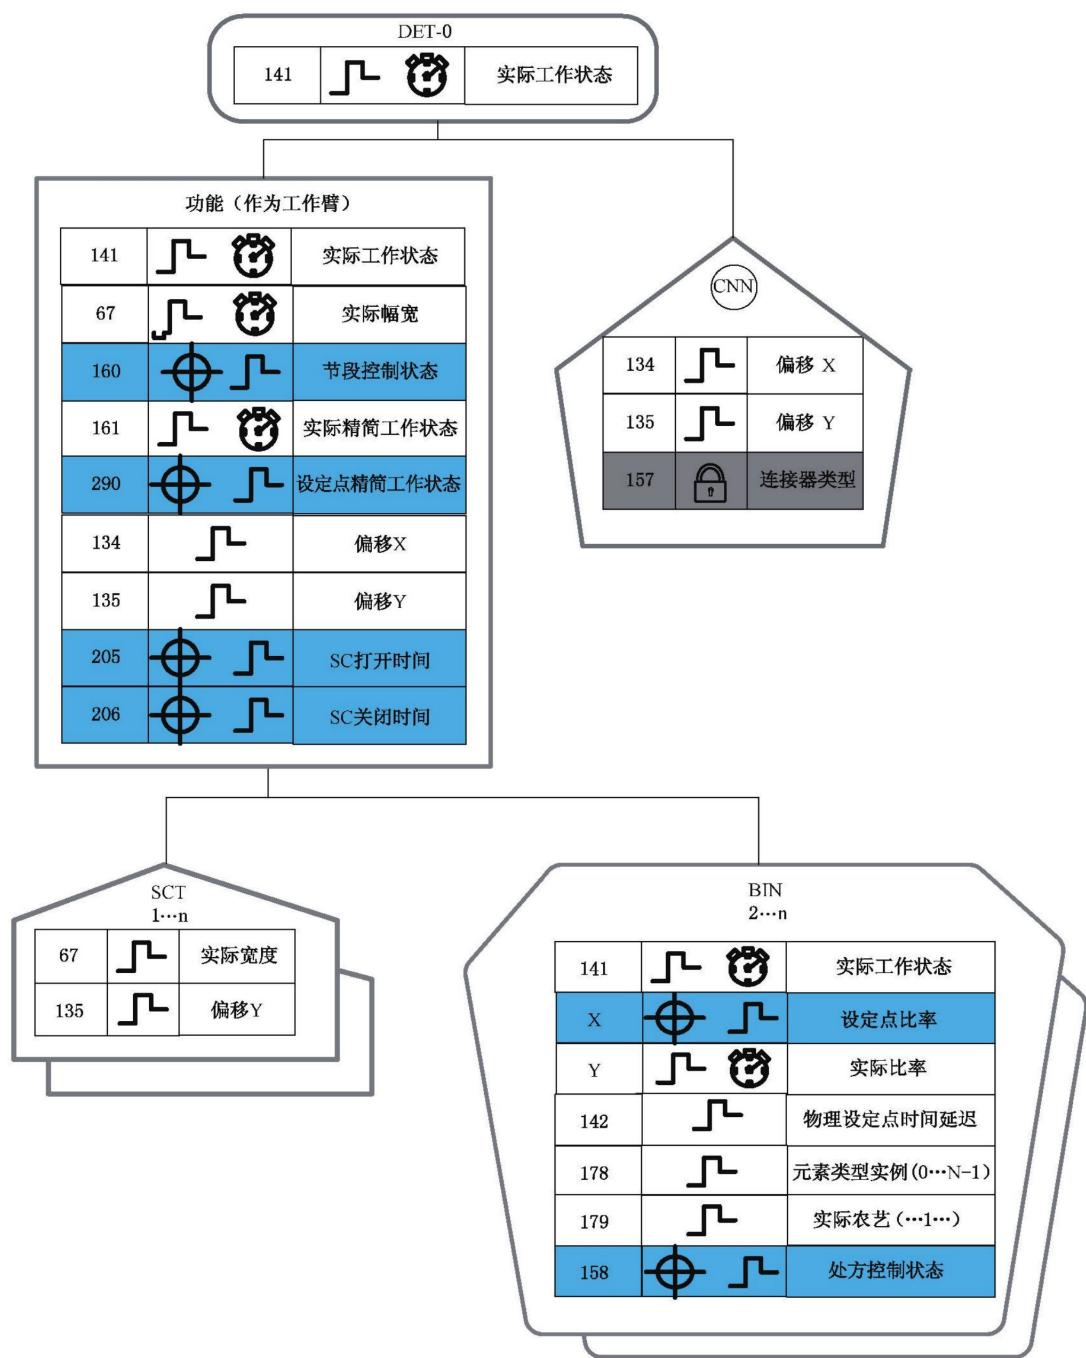 DET-0
141 实际工作状态
功能（作为工作臂）
141 实际工作状态
67 实际幅宽
160 节段控制状态
161 实际精简工作状态
290 设定点精简工作状态
134 偏移X
135 偏移Y
205 SC打开时间
206 SC关闭时间
CNN
134 偏移 X
135 偏移 Y
157 连接器类型
SCT
1…n
67 实际宽度
135 偏移Y
BIN
2…n
141 实际工作状态
X 设定点比率
Y 实际比率
142 物理设定点时间延迟
178 元素类型实例(0…N-1)
179 实际农艺（…1…）
158 处方控制状态